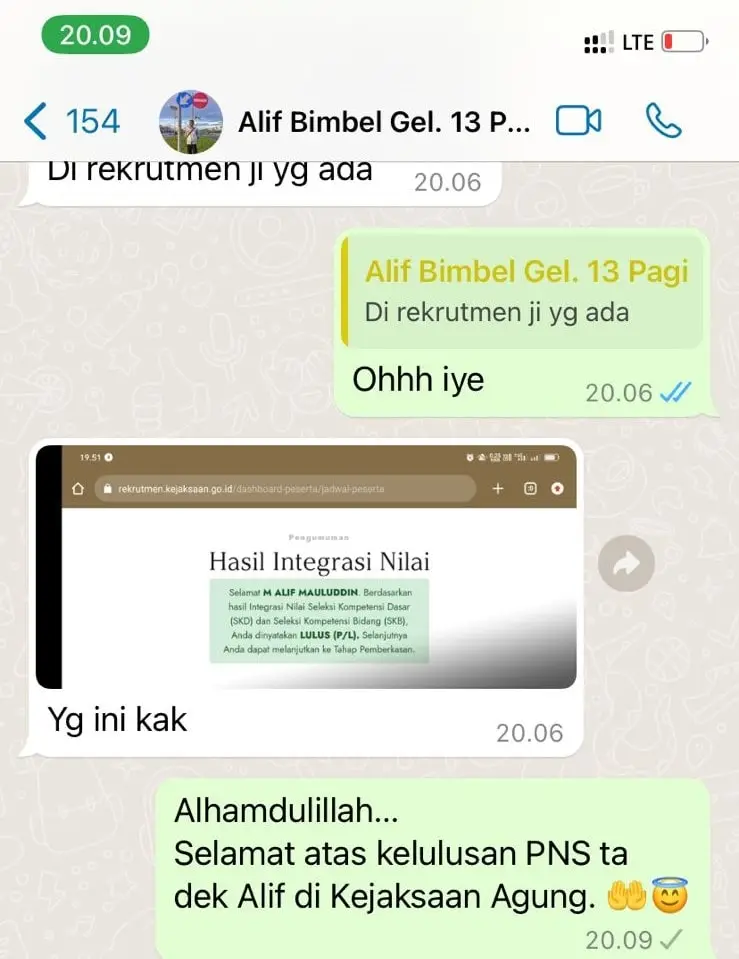 20.09
LTE
154
Alif Bimbel Gel. 13 P...
Di rekrutmen ji yg ada
20.06
Alif Bimbel Gel. 13 Pagi
Di rekrutmen ji yg ada
Ohhh iye
20.06
19.51
rekrutmen.kejaksaan.go.id/dashboard-peserta/jadwal-peserta
Pengumuman
Hasil Integrasi Nilai
Selamat M ALIF MAULUDDIN. Berdasarkan
hasil Integrasi Nilai Seleksi Kompetensi Dasar
(SKD) dan Seleksi Kompetensi Bidang (SKB),
Anda dinyatakan LULUS (P/L). Selanjutnya
Anda dapat melanjutkan ke Tahap Pemberkasan.
Yg ini kak
20.06
Alhamdulillah...
Selamat atas kelulusan PNS ta
dek Alif di Kejaksaan Agung. 🤲😇
20.09